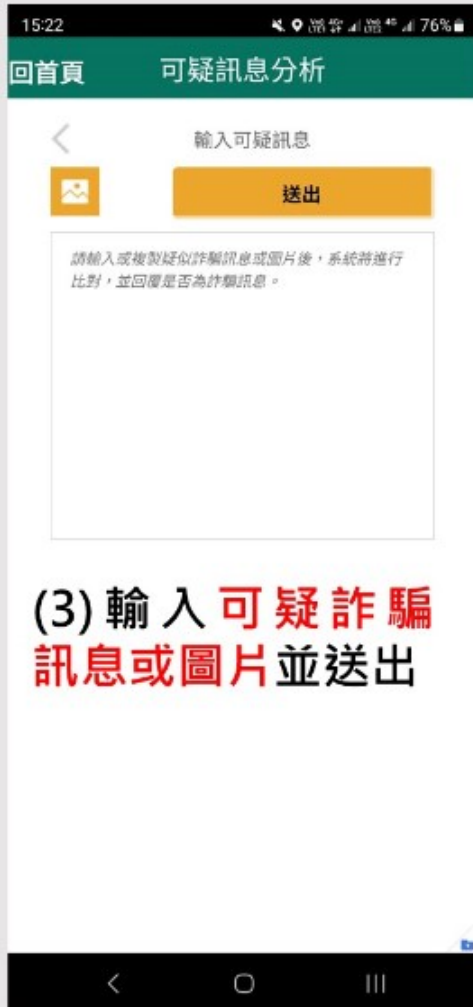 15:22
76%
回首頁 可疑訊息分析
輸入可疑訊息
送出
請輸入或複製疑似詐騙訊息或圖片後，系統將進行
比對，並回覆是否為詐騙訊息。
(3) 輸入可疑詐騙
訊息或圖片並送出